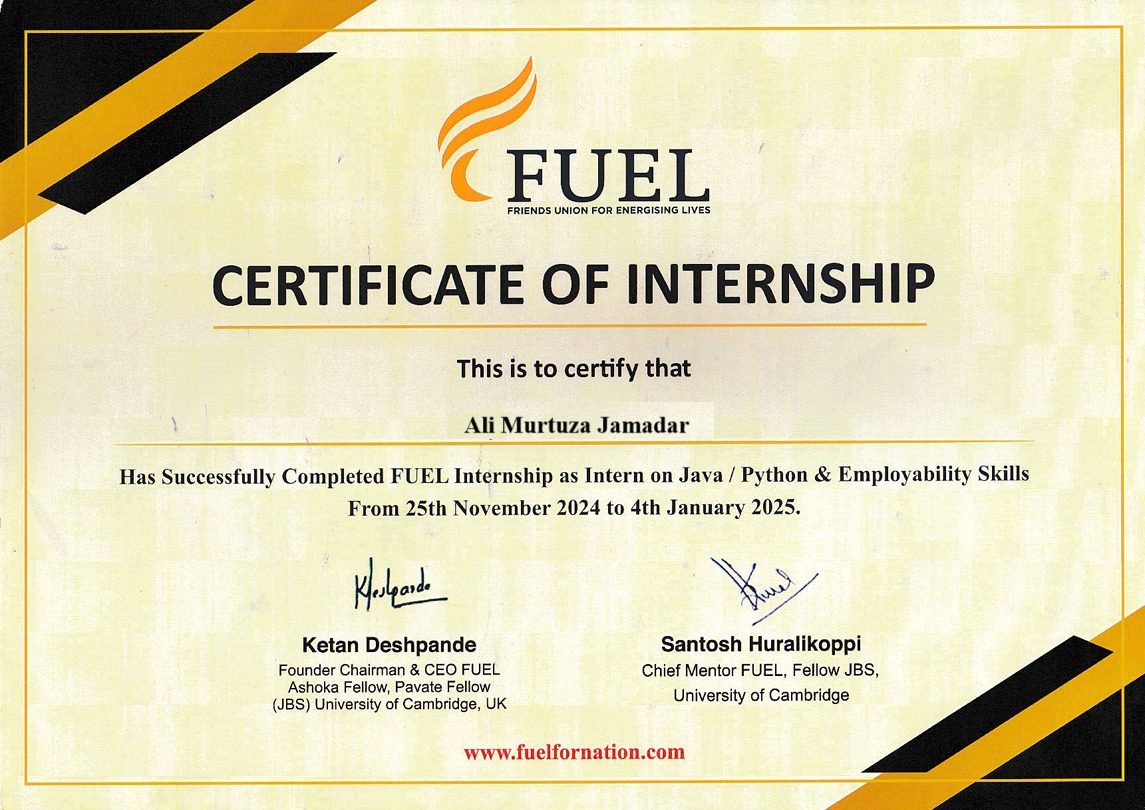 FUEL
FRIENDS UNION FOR ENERGISING LIVES
CERTIFICATE OF INTERNSHIP
This is to certify that
Ali Murtuza Jamadar
Has Successfully Completed FUEL Internship as Intern on Java / Python & Employability Skills
From 25th November 2024 to 4th January 2025.
KDeshpande
Ketan Deshpande
Founder Chairman & CEO FUEL
Ashoka Fellow, Pavate Fellow
(JBS) University of Cambridge, UK
Santosh Huralikoppi
Chief Mentor FUEL, Fellow JBS,
University of Cambridge
www.fuelfornation.com